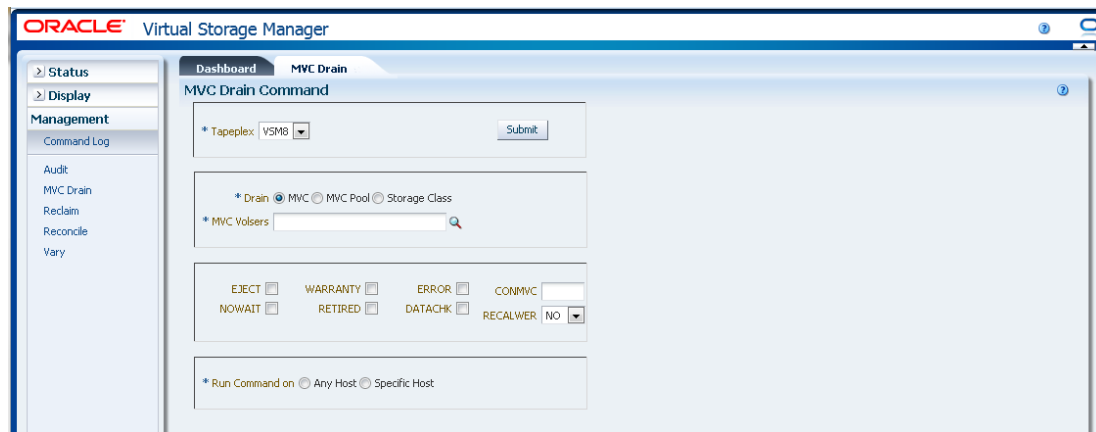 ORACLE Virtual Storage Manager
Status
Display
Management
Command Log
Audit
MVC Drain
Reclaim
Reconcile
Vary
Dashboard MVC Drain
MVC Drain Command
* Tapeplex VSM8 Submit
* Drain MVC MVC Pool Storage Class
* MVC Volsers
EJECT WARRANTY ERROR CONMVC
NOWAIT RETIRED DATACHK RECALWER NO
* Run Command on Any Host Specific Host